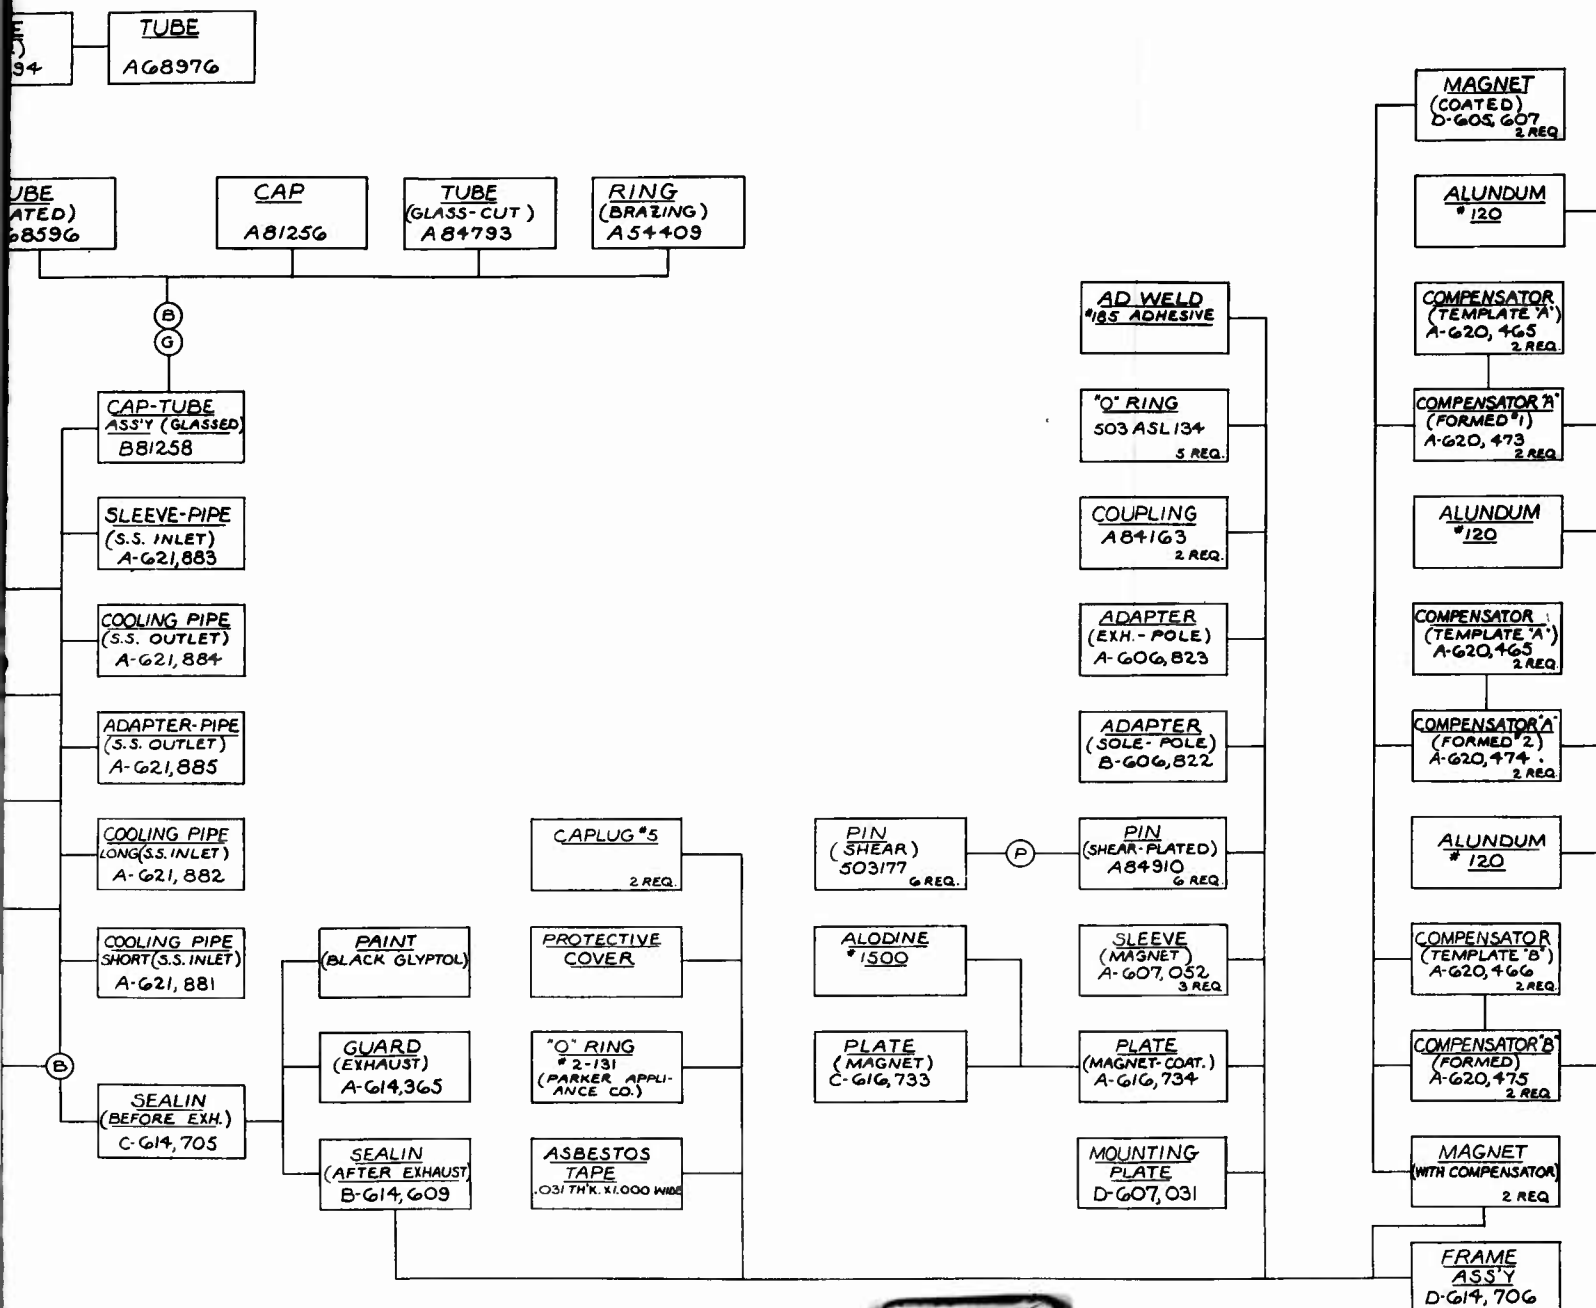 TUBE
A68976
94
MAGNET
(COATED)
D-605,607
2 REQ
CAP
A81256
TUBE
(GLASS-CUT)
A84793
RING
(BRAZING)
A54409
UBE
ATED)
68596
ALUNDUM
#120
B
G
AD WELD
#185 ADHESIVE
COMPENSATOR
(TEMPLATE "A")
A-620,465
2 REQ.
CAP-TUBE
ASS'Y (GLASSED)
B81258
"O" RING
503 ASL134
5 REQ.
COMPENSATOR "A"
(FORMED #1)
A-620,473
2 REQ
SLEEVE-PIPE
(S.S. INLET)
A-621,883
COUPLING
A84163
2 REQ.
ALUNDUM
#120
COOLING PIPE
(S.S. OUTLET)
A-621,884
ADAPTER
(EXH.-POLE)
A-606,823
COMPENSATOR
(TEMPLATE "A")
A-620,465
2 REQ.
ADAPTER-PIPE
(S.S. OUTLET)
A-621,885
ADAPTER
(SOLE-POLE)
B-606,822
COMPENSATOR "A"
(FORMED #2)
A-620,474.
2 REQ
COOLING PIPE
LONG (S.S. INLET)
A-621,882
CAPLUG #5
2 REQ.
PIN
(SHEAR)
503177
6 REQ.
P
PIN
(SHEAR-PLATED)
A84910
6 REQ.
ALUNDUM
#120
COOLING PIPE
SHORT (S.S. INLET)
A-621,881
PAINT
(BLACK GLYPTOL)
PROTECTIVE
COVER
ALODINE
#1500
SLEEVE
(MAGNET)
A-607,052
3 REQ
COMPENSATOR
(TEMPLATE "B")
A-620,466
2 REQ.
B
GUARD
(EXHAUST)
A-614,365
"O" RING
#2-131
(PARKER APPLI-
ANCE CO.)
PLATE
(MAGNET)
C-616,733
PLATE
(MAGNET-COAT.)
A-616,734
COMPENSATOR "B"
(FORMED)
A-620,475
2 REQ
SEALIN
(BEFORE EXH.)
C-614,705
SEALIN
(AFTER EXHAUST)
B-614,609
ASBESTOS
TAPE
.031 TH'K. X1.000 WIDE
MOUNTING
PLATE
D-607,031
MAGNET
(WITH COMPENSATOR)
2 REQ
FRAME
ASS'Y
D-614,706